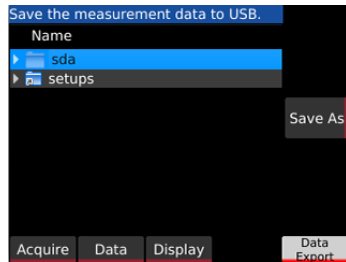 Save the measurement data to USB.
Name
sda
setups
Save As
Acquire Data Display Data
Export